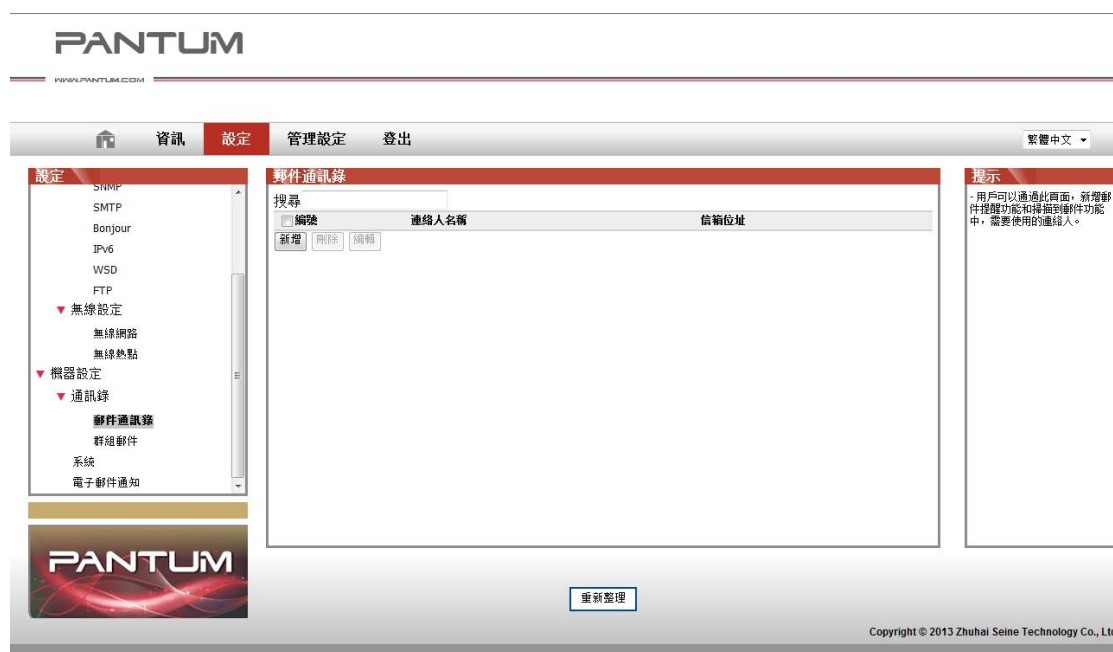 PANTUM
WWW.PANTUM.COM
資訊 設定 管理設定 登出 繁體中文
設定
SNMP
SMTP
Bonjour
IPv6
WSD
FTP
無線設定
無線網路
無線熱點
機器設定
通訊錄
郵件通訊錄
群組郵件
系統
電子郵件通知
PANTUM
郵件通訊錄
搜尋
編號 連絡人名稱 信箱位址
新增 刪除 編輯
重新整理
提示
- 用戶可以通過此頁面，新增郵
件提醒功能和掃描到郵件功能
中，需要使用的連絡人。
Copyright © 2013 Zhuhai Seine Technology Co., Ltd